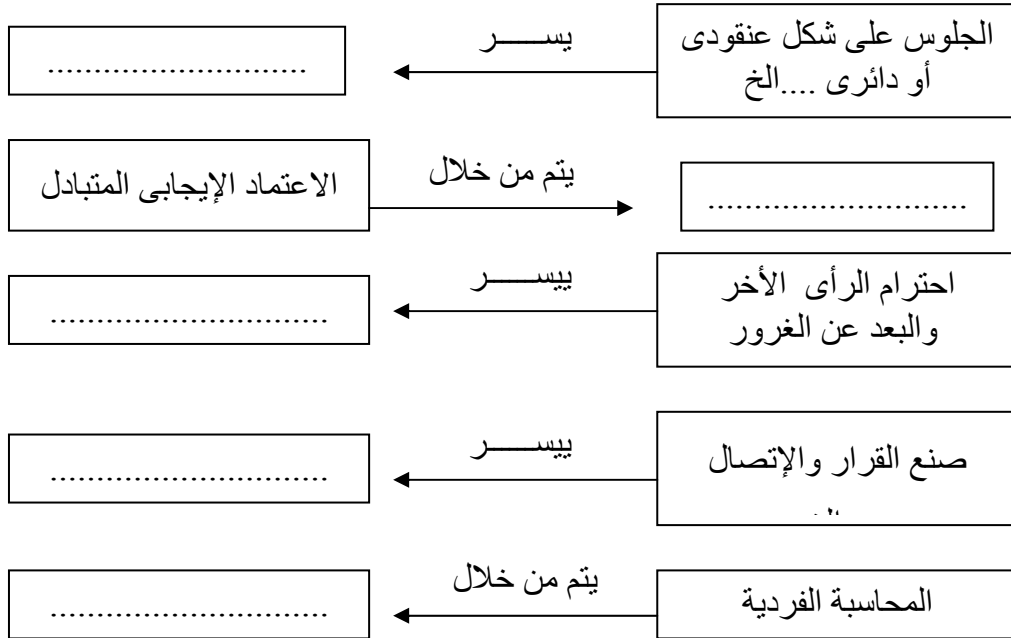 الجلوس على شكل عنقودى
أو دائرى ....الخ
يســـــر
............................
الاعتماد الإيجابى المتبادل
يتم من خلال
............................
احترام الرأى الأخر
والبعد عن الغرور
ييســـــر
..............................
صنع القرار والإتصال
ييســـــر
..............................
المحاسبة الفردية
يتم من خلال
..............................